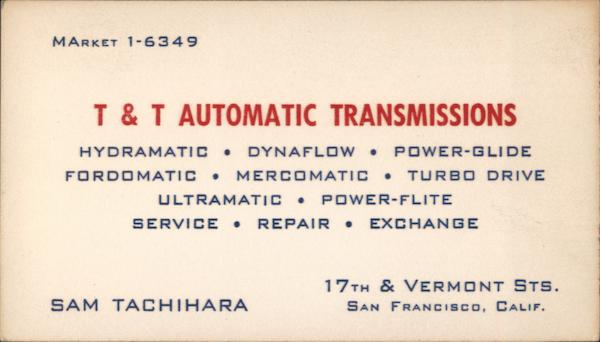 MARKET 1-6349
T & T AUTOMATIC TRANSMISSIONS
HYDRAMATIC • DYNAFLOW • POWER-GLIDE
FORDOMATIC • MERCOMATIC • TURBO DRIVE
ULTRAMATIC • POWER-FLITE
SERVICE • REPAIR • EXCHANGE
17TH & VERMONT STS.
SAM TACHIHARA
SAN FRANCISCO, CALIF.